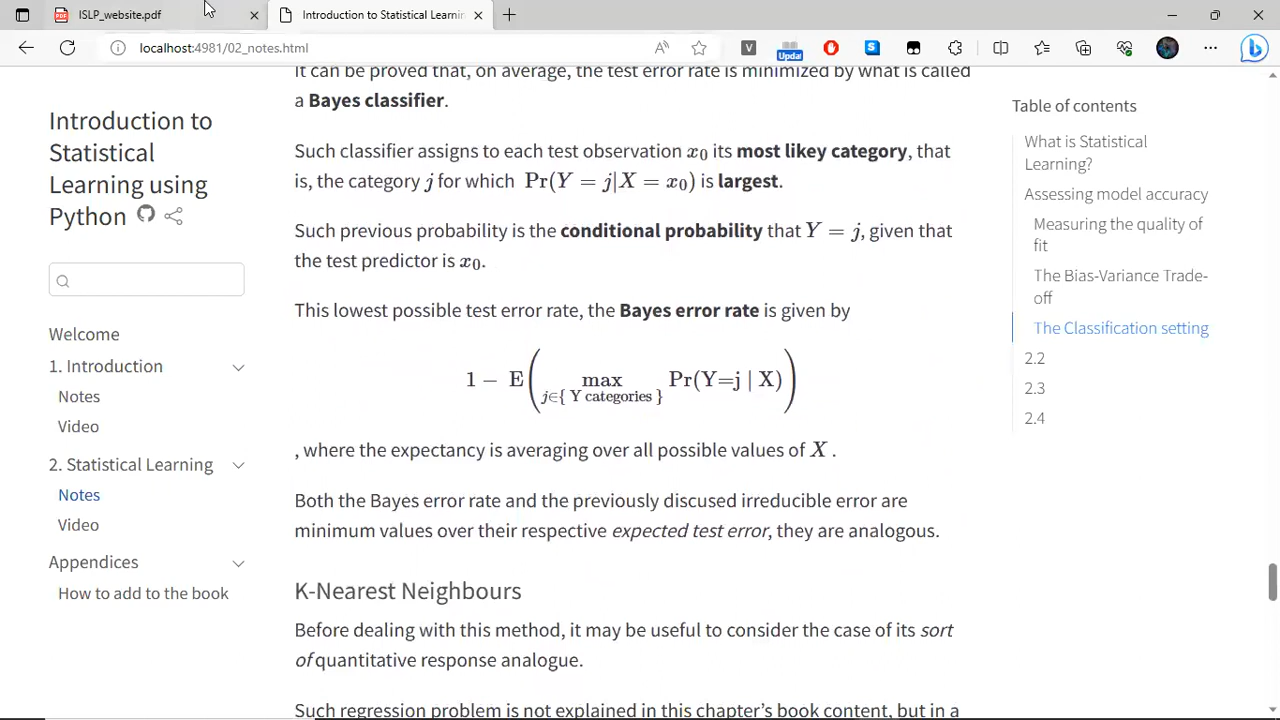 ISLP_website.pdf
Introduction to Statistical Learnin
localhost:4981/02_notes.html
V
Updat
S
Introduction to
Statistical
Learning using
Python
Welcome
1. Introduction
Notes
Video
2. Statistical Learning
Notes
Video
Appendices
How to add to the book
It can be proved that, on average, the test error rate is minimized by what is called
a Bayes classifier.
Such classifier assigns to each test observation x₀ its most likey category, that
is, the category j for which Pr(Y = j|X = x₀) is largest.
Such previous probability is the conditional probability that Y = j, given that
the test predictor is x₀.
This lowest possible test error rate, the Bayes error rate is given by
1 − E(max Pr(Y=j | X))
j∈{ Y categories }
, where the expectancy is averaging over all possible values of X .
Both the Bayes error rate and the previously discused irreducible error are
minimum values over their respective expected test error, they are analogous.
K-Nearest Neighbours
Before dealing with this method, it may be useful to consider the case of its sort
of quantitative response analogue.
Such regression problem is not explained in this chapter's book content, but in a
Table of contents
What is Statistical
Learning?
Assessing model accuracy
Measuring the quality of
fit
The Bias-Variance Trade-
off
The Classification setting
2.2
2.3
2.4